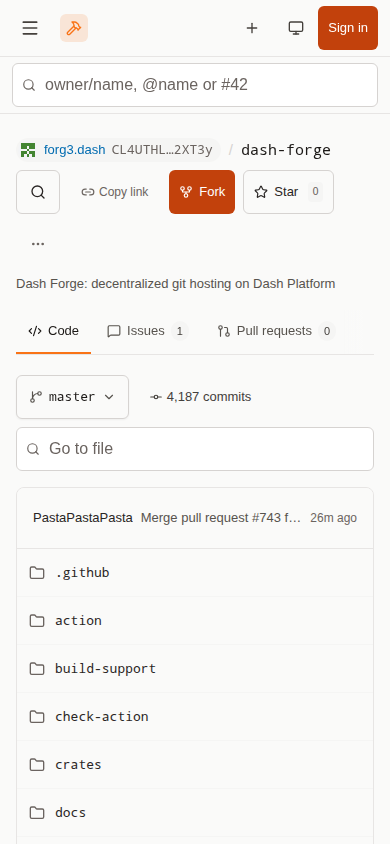 Sign in
owner/name, @name or #42
forg3.dash CL4UTHL…2XT3y / dash-forge
Copy link Fork Star 0
Dash Forge: decentralized git hosting on Dash Platform
Code Issues 1 Pull requests 0
master 4,187 commits
Go to file
PastaPastaPasta Merge pull request #743 f… 26m ago
.github
action
build-support
check-action
crates
docs